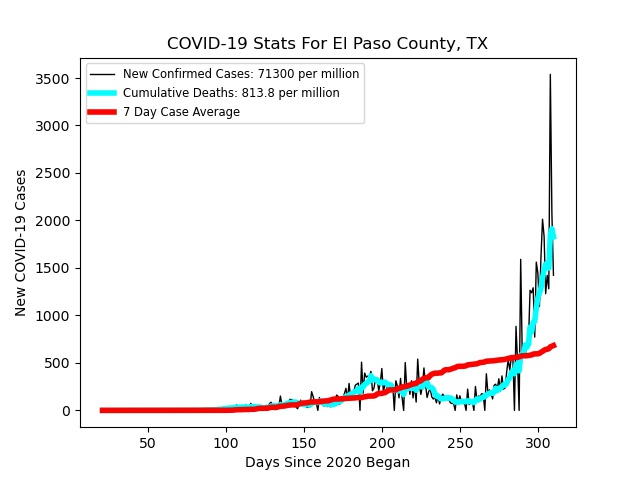 COVID-19 Stats For El Paso County, TX
New Confirmed Cases: 71300 per million
Cumulative Deaths: 813.8 per million
7 Day Case Average
New COVID-19 Cases
3500
3000
2500
2000
1500
1000
500
0
50
100
150
200
250
300
Days Since 2020 Began